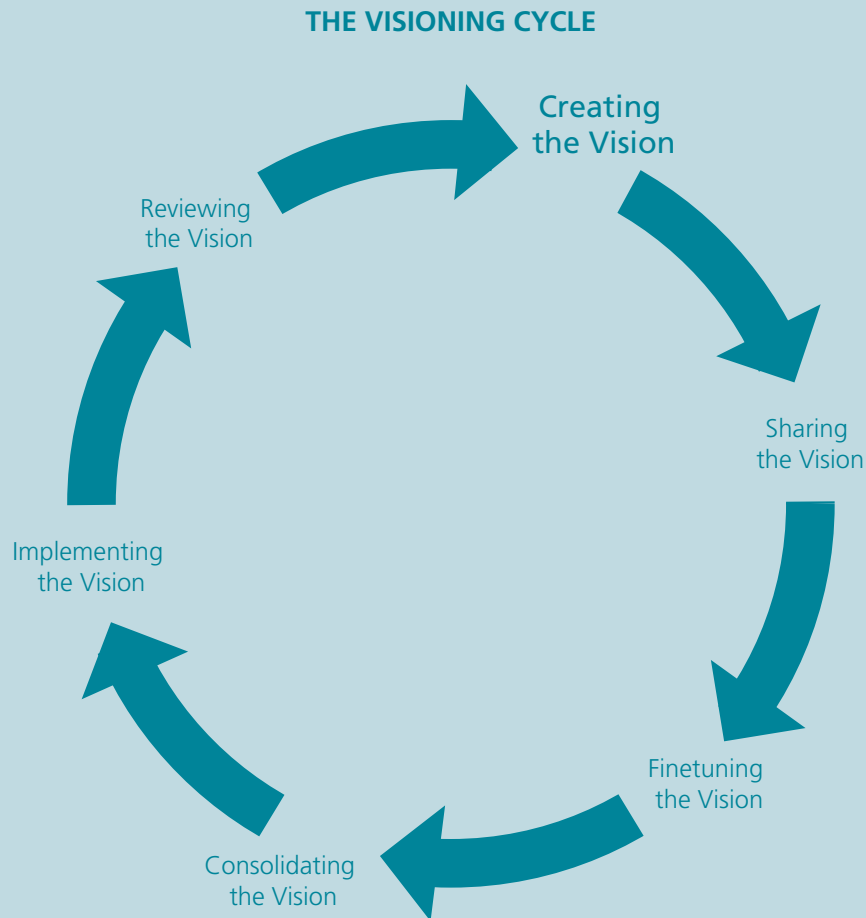 THE VISIONING CYCLE
Creating
the Vision
Sharing
the Vision
Finetuning
the Vision
Consolidating
the Vision
Implementing
the Vision
Reviewing
the Vision